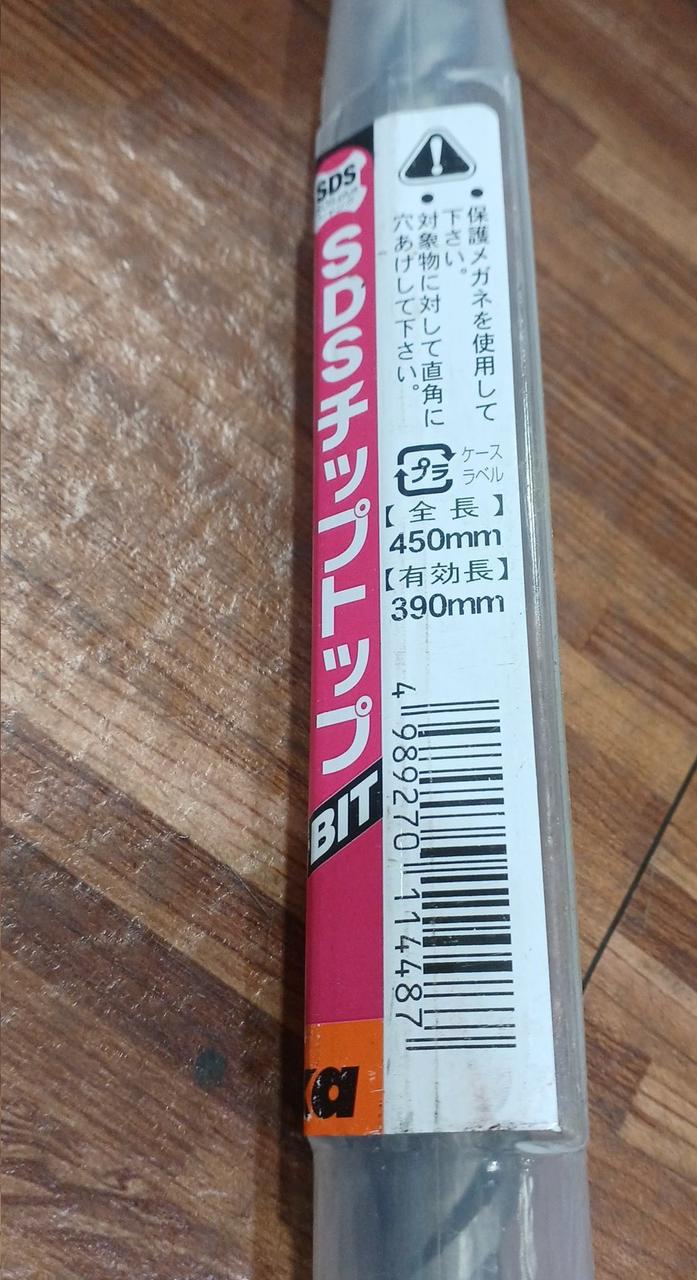 SDS
SDSチップトップ
BIT
●保護メガネを使用して
下さい。
●対象物に対して直角に
穴あけして下さい。
プラ
ケース
ラベル
【全長】
450mm
【有効長】
390mm
4 989270 114487